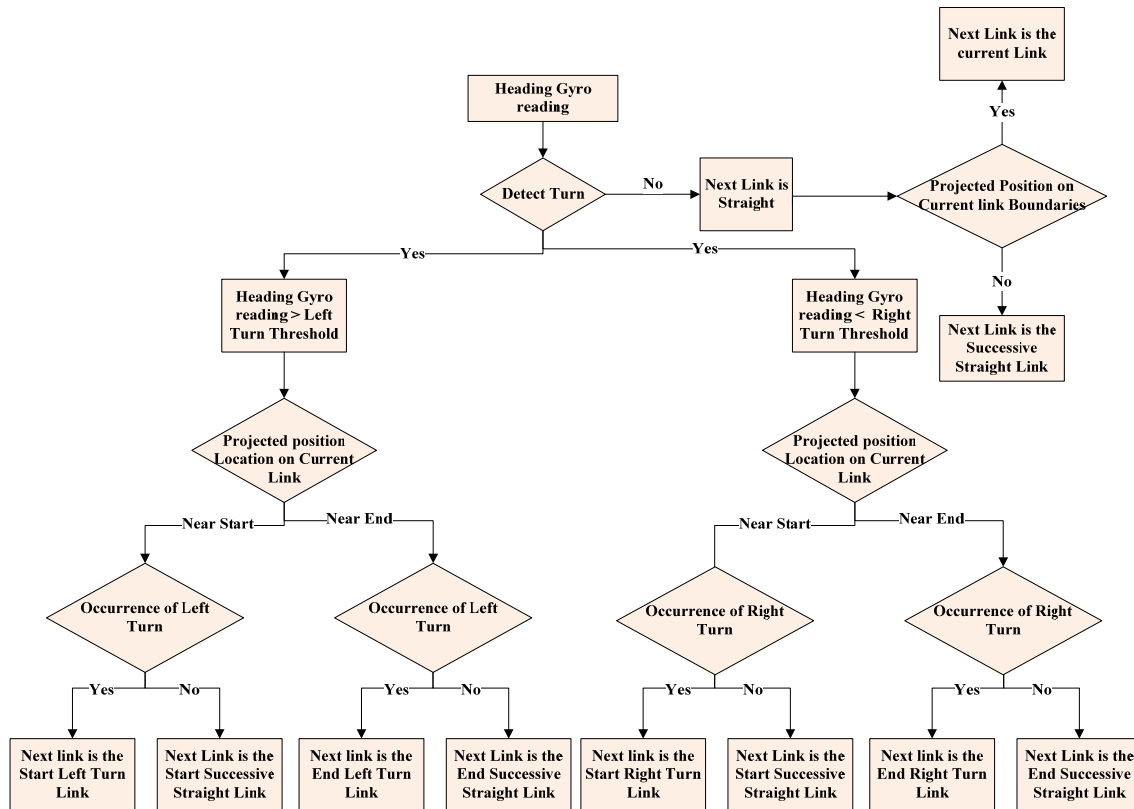 Next Link is the
current Link
Heading Gyro
reading
Yes
Detect Turn
No
Next Link is
Straight
Projected Position on
Current link Boundaries
Yes
Yes
No
Heading Gyro
reading > Left
Turn Threshold
Heading Gyro
reading < Right
Turn Threshold
Next Link is the
Successive
Straight Link
Projected position
Location on Current
Link
Projected position
Location on Current
Link
Near Start
Near End
Near Start
Near End
Occurrence of Left
Turn
Occurrence of Left
Turn
Occurrence of Right
Turn
Occurrence of Right
Turn
Yes
No
Yes
No
Yes
No
Yes
No
Next link is the
Start Left Turn
Link
Next Link is the
Start Successive
Straight Link
Next link is the
End Left Turn
Link
Next Link is the
End Successive
Straight Link
Next link is the
Start Right Turn
Link
Next Link is the
Start Successive
Straight Link
Next link is the
End Right Turn
Link
Next Link is the
End Successive
Straight Link